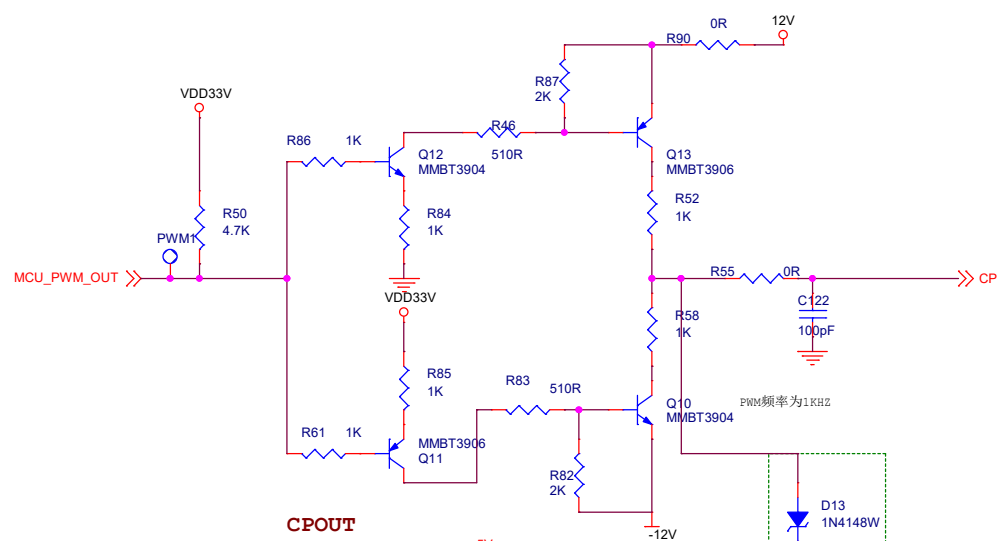 12V
0R
R90
R87
2K
VDD33V
R86
1K
R46
510R
Q12
MMBT3904
Q13
MMBT3906
R50
4.7K
R84
1K
R52
1K
PWM1
MCU_PWM_OUT
R55
0R
CP
VDD33V
C122
100pF
R58
1K
R85
1K
R83
510R
PWM频率为1KHZ
R61
1K
MMBT3906
Q11
Q10
MMBT3904
R82
2K
D13
1N4148W
CPOUT
-12V